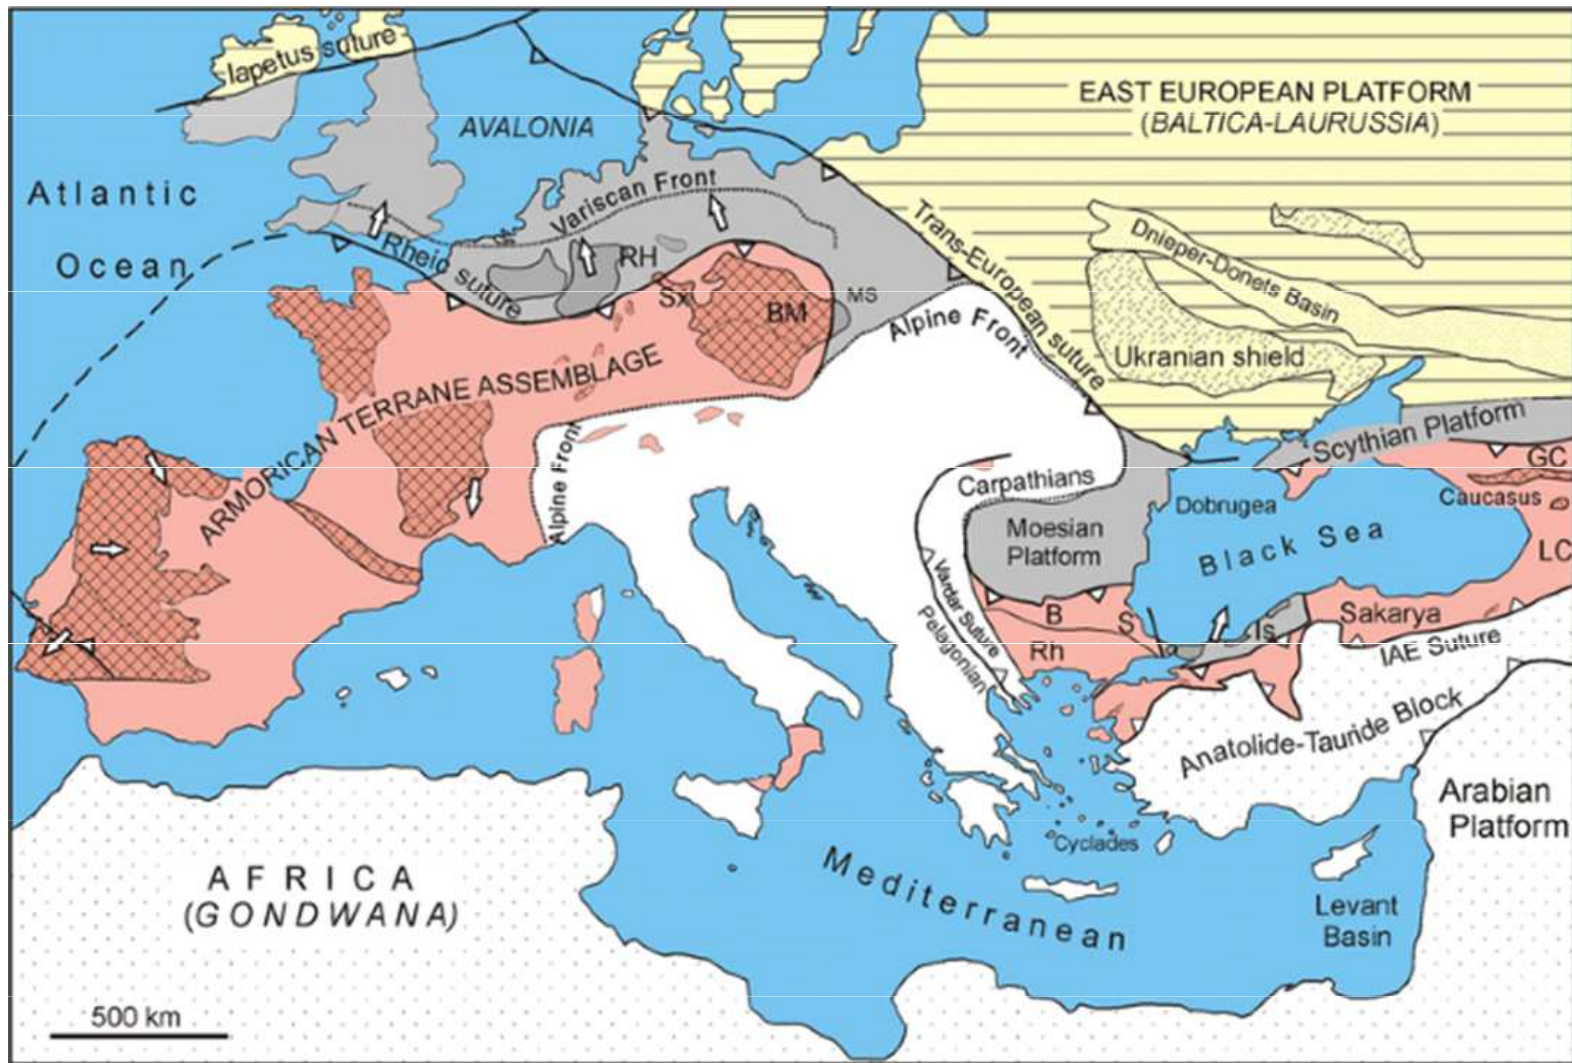 Iapetus suture
AVALONIA
EAST EUROPEAN PLATFORM
(BALTICA-LAURUSSIA)
Atlantic
Ocean
Variscan Front
Rheic suture
RH
Sx
BM
MS
Trans-European suture
Dnieper-Donets Basin
Ukranian shield
Alpine Front
ARMORICAN TERRANE ASSEMBLAGE
Alpine Front
Carpathians
Scythian Platform
GC
Caucasus
LC
Dobrugea
Moesian
Platform
Black Sea
Vardar Suture
Pelagonian
B
S
Rh
Is
Sakarya
IAE Suture
Anatolide-Tauride Block
Arabian
Platform
Cyclades
Mediterranean
Levant
Basin
AFRICA
(GONDWANA)
500 km